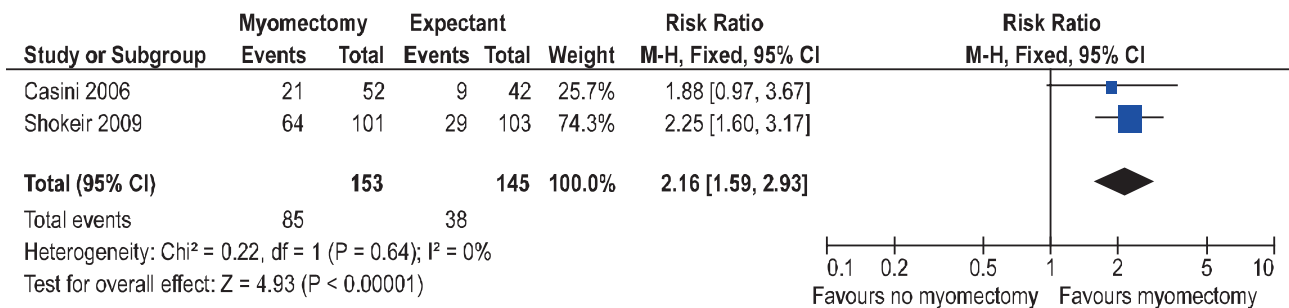 Myomectomy Expectant Risk Ratio Risk Ratio
Study or Subgroup Events Total Events Total Weight M-H, Fixed, 95% CI M-H, Fixed, 95% CI
Casini 2006 21 52 9 42 25.7% 1.88 [0.97, 3.67]
Shokeir 2009 64 101 29 103 74.3% 2.25 [1.60, 3.17]
Total (95% CI) 153 145 100.0% 2.16 [1.59, 2.93]
Total events 85 38
Heterogeneity: Chi² = 0.22, df = 1 (P = 0.64); I² = 0%
Test for overall effect: Z = 4.93 (P < 0.00001)
0.1 0.2 0.5 1 2 5 10
Favours no myomectomy Favours myomectomy